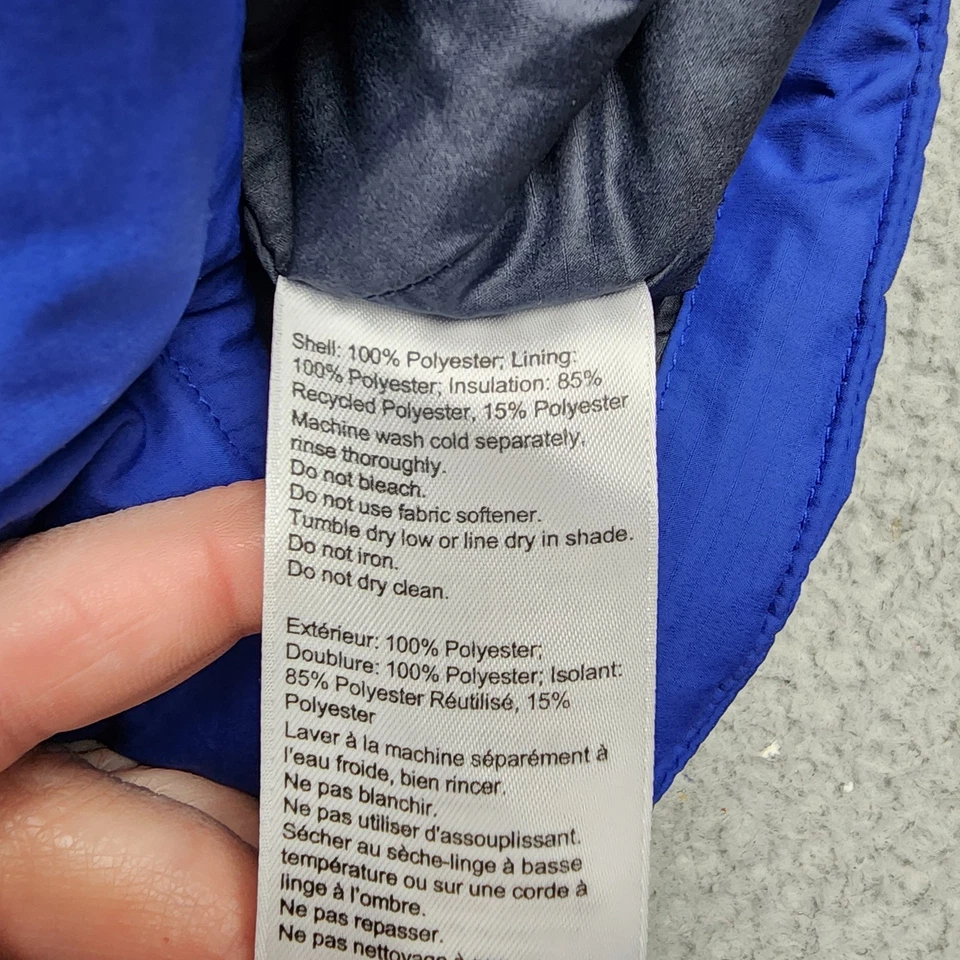 Shell: 100% Polyester; Lining:
100% Polyester; Insulation: 85%
Recycled Polyester, 15% Polyester
Machine wash cold separately,
rinse thoroughly.
Do not bleach.
Do not use fabric softener.
Tumble dry low or line dry in shade.
Do not iron.
Do not dry clean.
Extérieur: 100% Polyester;
Doublure: 100% Polyester; Isolant:
85% Polyester Réutilisé, 15%
Polyester
Laver à la machine séparément à
l'eau froide, bien rincer.
Ne pas blanchir.
Ne pas utiliser d'assouplissant.
Sécher au sèche-linge à basse
température ou sur une corde à
linge à l'ombre.
Ne pas repasser.
Ne pas nettoyage à